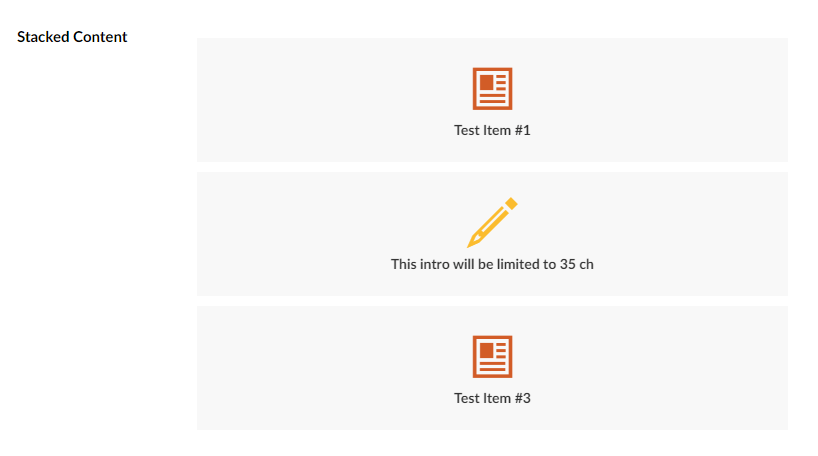 Stacked Content
Test Item #1
This intro will be limited to 35 ch
Test Item #3